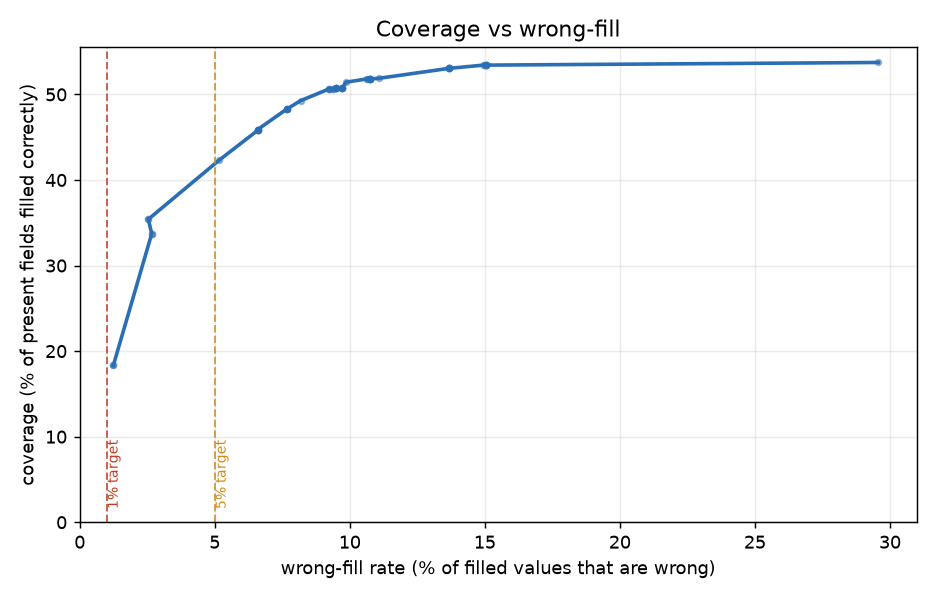 Coverage vs wrong-fill
coverage (% of present fields filled correctly)
50
40
30
20
10
0
1% target
5% target
0 5 10 15 20 25 30
wrong-fill rate (% of filled values that are wrong)